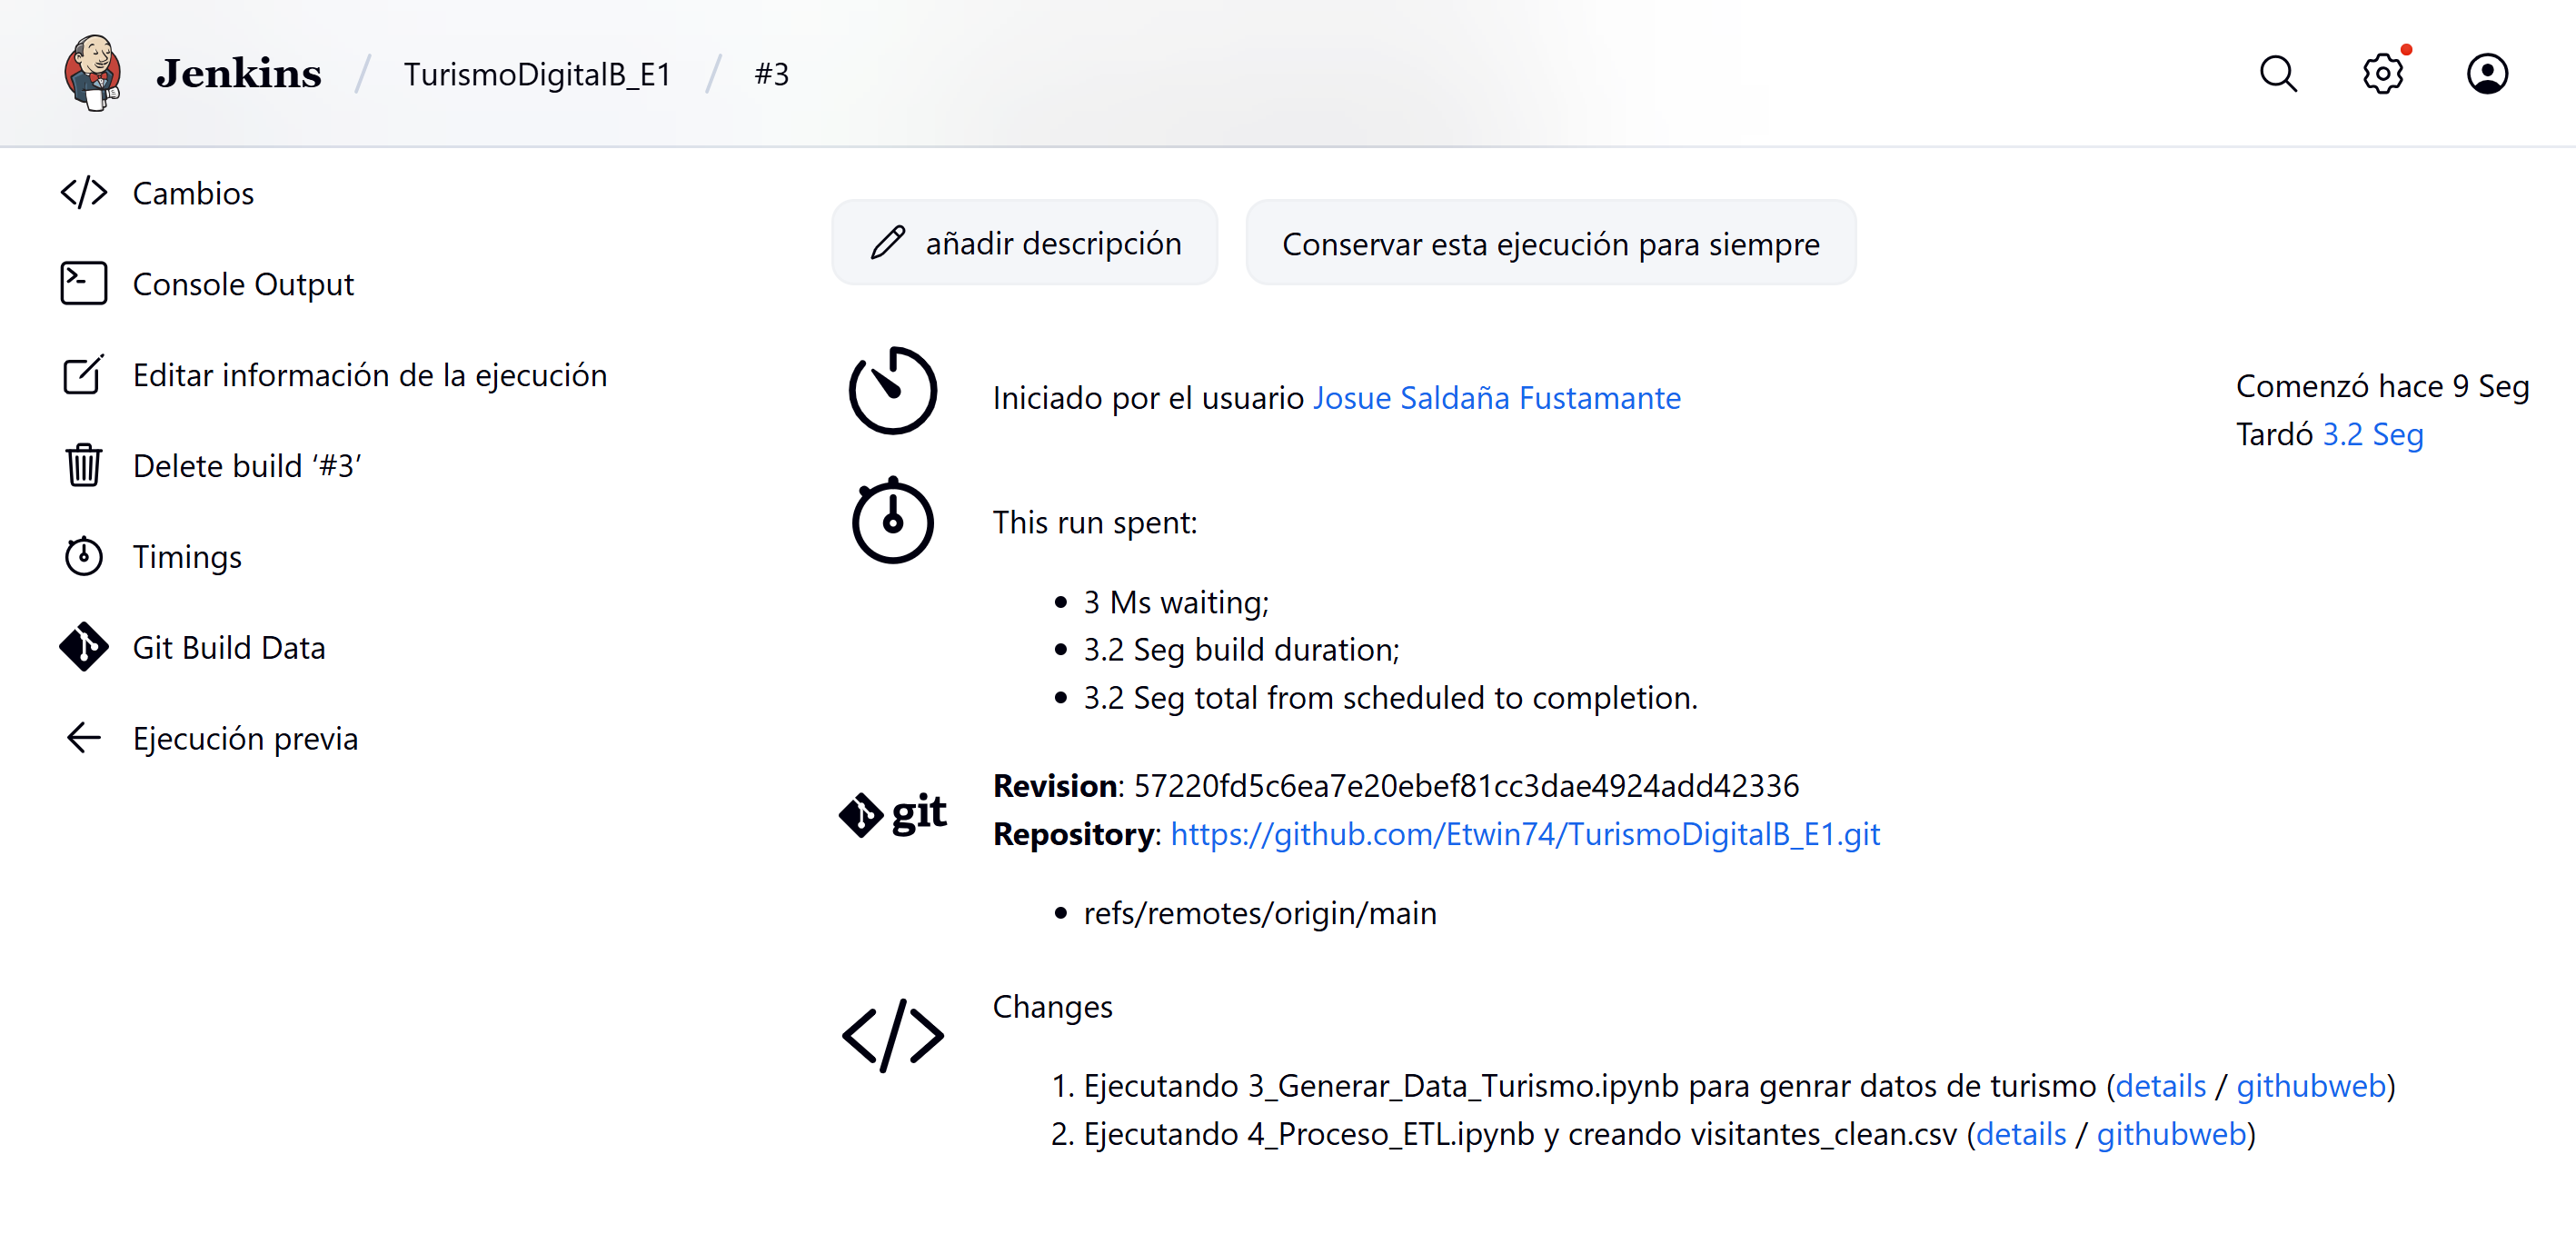 Jenkins / TurismoDigitalB_E1 / #3
Cambios
Console Output
Editar información de la ejecución
Delete build ‘#3’
Timings
Git Build Data
Ejecución previa
añadir descripción
Conservar esta ejecución para siempre
Iniciado por el usuario Josue Saldaña Fustamante
Comenzó hace 9 Seg
Tardó 3.2 Seg
This run spent:
• 3 Ms waiting;
• 3.2 Seg build duration;
• 3.2 Seg total from scheduled to completion.
git
Revision: 57220fd5c6ea7e20ebef81cc3dae4924add42336
Repository: https://github.com/Etwin74/TurismoDigitalB_E1.git
• refs/remotes/origin/main
Changes
1. Ejecutando 3_Generar_Data_Turismo.ipynb para genrar datos de turismo (details / githubweb)
2. Ejecutando 4_Proceso_ETL.ipynb y creando visitantes_clean.csv (details / githubweb)